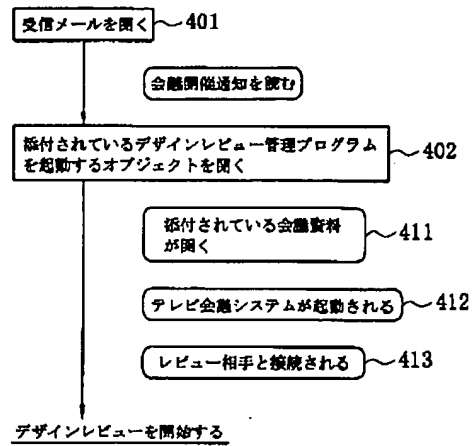 受信メールを開く 401
会議開催通知を読む
添付されているデザインレビュー管理プログラム
を起動するオブジェクトを開く 402
添付されている会議資料
が開く 411
テレビ会議システムが起動される 412
レビュー相手と接続される 413
デザインレビューを開始する